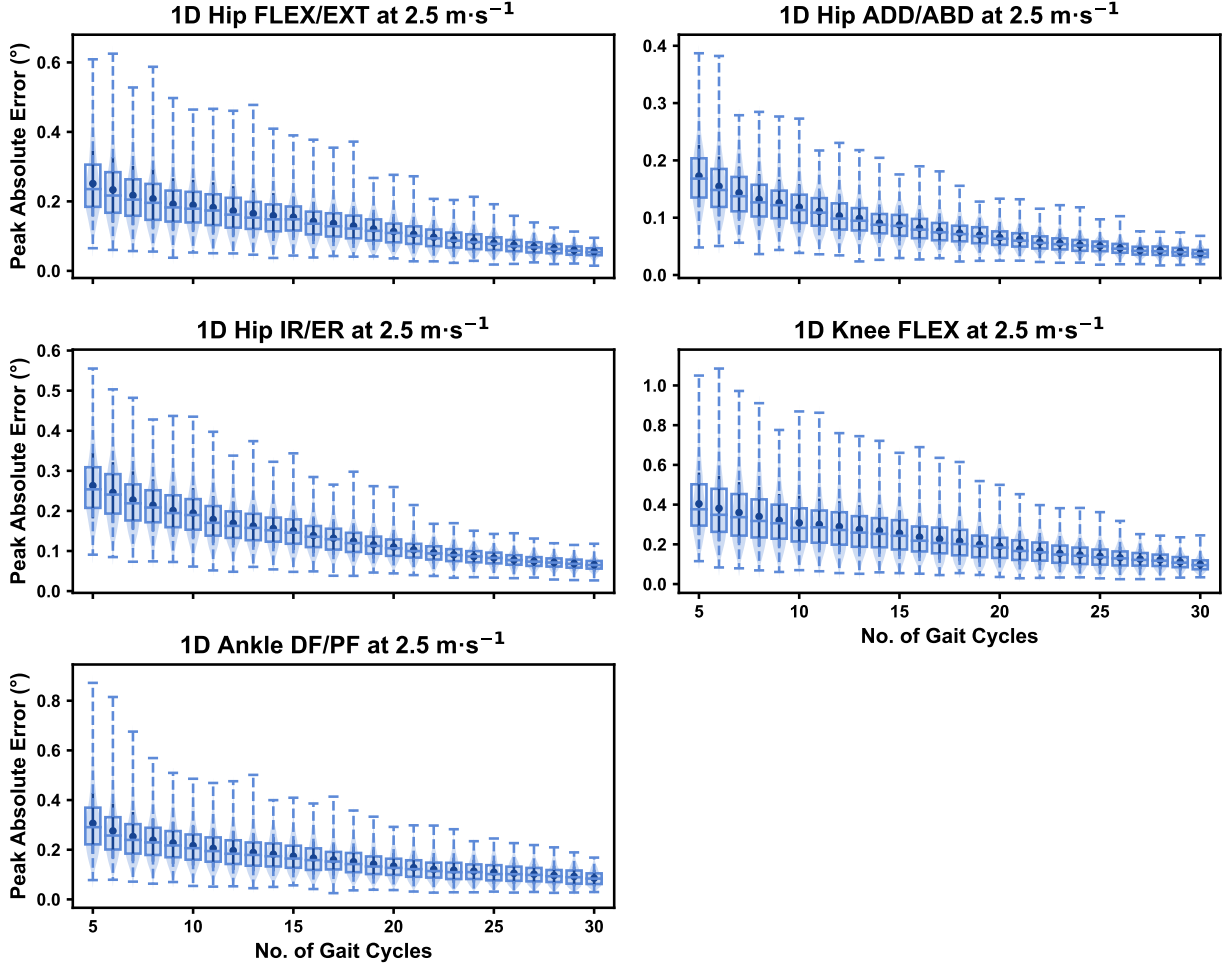 1D Hip FLEX/EXT at 2.5 m·s⁻¹
Peak Absolute Error (°)
0.6
0.4
0.2
0.0
1D Hip ADD/ABD at 2.5 m·s⁻¹
0.4
0.3
0.2
0.1
0.0
1D Hip IR/ER at 2.5 m·s⁻¹
Peak Absolute Error (°)
0.6
0.5
0.4
0.3
0.2
0.1
0.0
1D Knee FLEX at 2.5 m·s⁻¹
1.0
0.8
0.6
0.4
0.2
0.0
5 10 15 20 25 30
No. of Gait Cycles
1D Ankle DF/PF at 2.5 m·s⁻¹
Peak Absolute Error (°)
0.8
0.6
0.4
0.2
0.0
5 10 15 20 25 30
No. of Gait Cycles